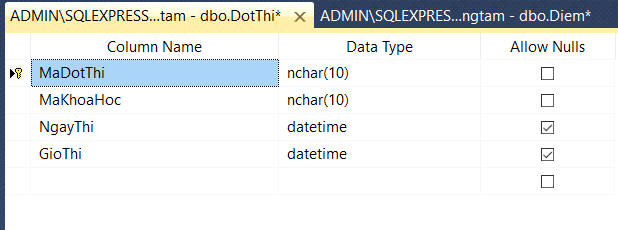 ADMIN\SQLEXPRESS...tam - dbo.DotThi* ADMIN\SQLEXPRES...ngtam - dbo.Diem*
Column Name Data Type Allow Nulls
MaDotThi nchar(10)
MaKhoaHoc nchar(10)
NgayThi datetime
GioThi datetime